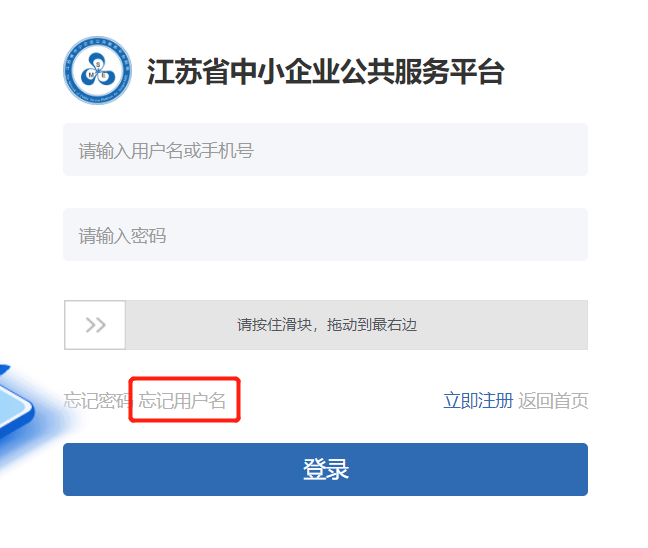 江苏省中小企业公共服务平台
请输入用户名或手机号
请输入密码
请按住滑块，拖动到最右边
忘记密码 忘记用户名 立即注册 返回首页
登录